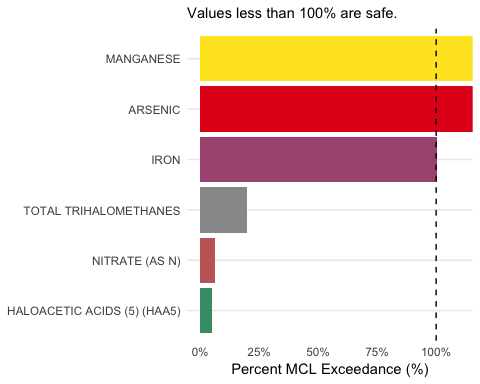 Values less than 100% are safe.
MANGANESE
ARSENIC
IRON
TOTAL TRIHALOMETHANES
NITRATE (AS N)
HALOACETIC ACIDS (5) (HAA5)
0% 25% 50% 75% 100%
Percent MCL Exceedance (%)